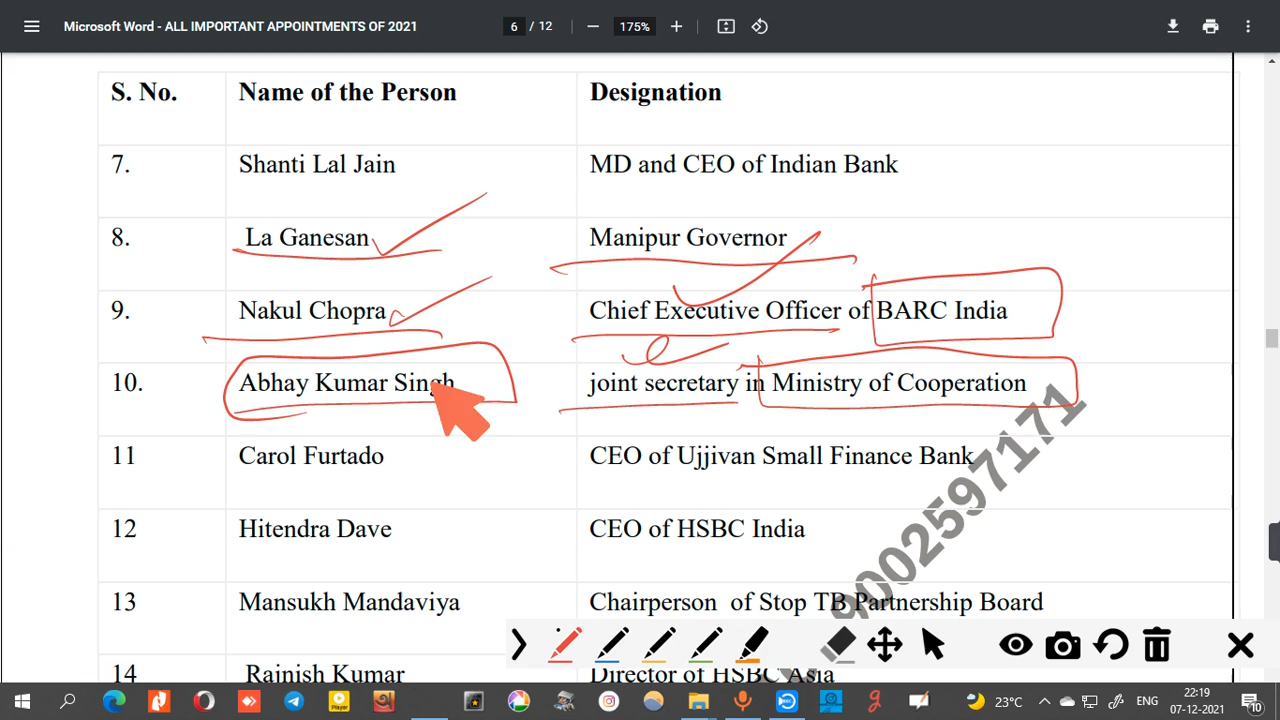 Microsoft Word - ALL IMPORTANT APPOINTMENTS OF 2021 6 / 12 175%
S. No. Name of the Person Designation
7. Shanti Lal Jain MD and CEO of Indian Bank
8. La Ganesan Manipur Governor
9. Nakul Chopra Chief Executive Officer of BARC India
10. Abhay Kumar Singh joint secretary in Ministry of Cooperation
11 Carol Furtado CEO of Ujjivan Small Finance Bank
12 Hitendra Dave CEO of HSBC India
13 Mansukh Mandaviya Chairperson of Stop TB Partnership Board
14 Rajnish Kumar Director of HSBC Asia
9002597171
Player
23°C ENG 22:19
07-12-2021 10